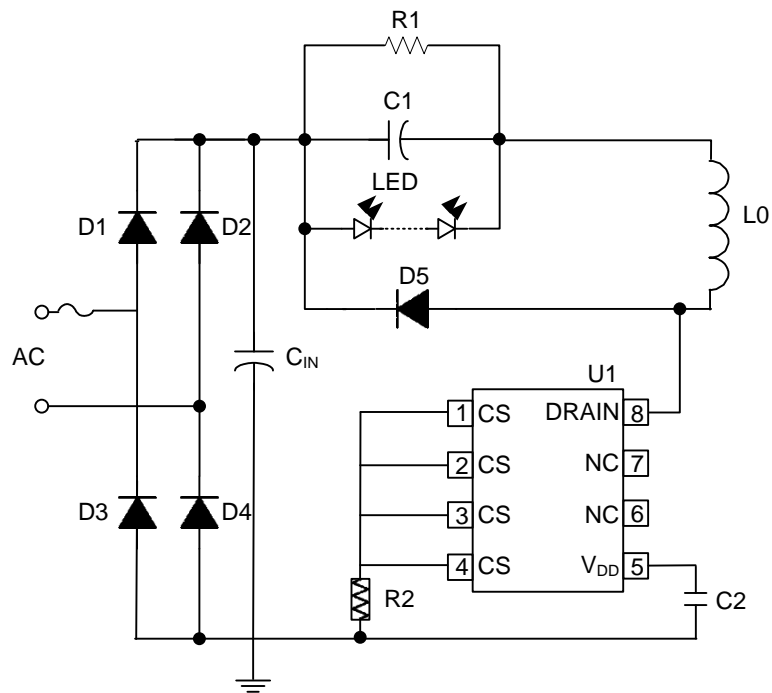 R1
C1
LED
D1
D2
L0
D5
AC
CIN
U1
1 CS
DRAIN 8
2 CS
NC 7
3 CS
NC 6
4 CS
VDD 5
D3
D4
R2
C2